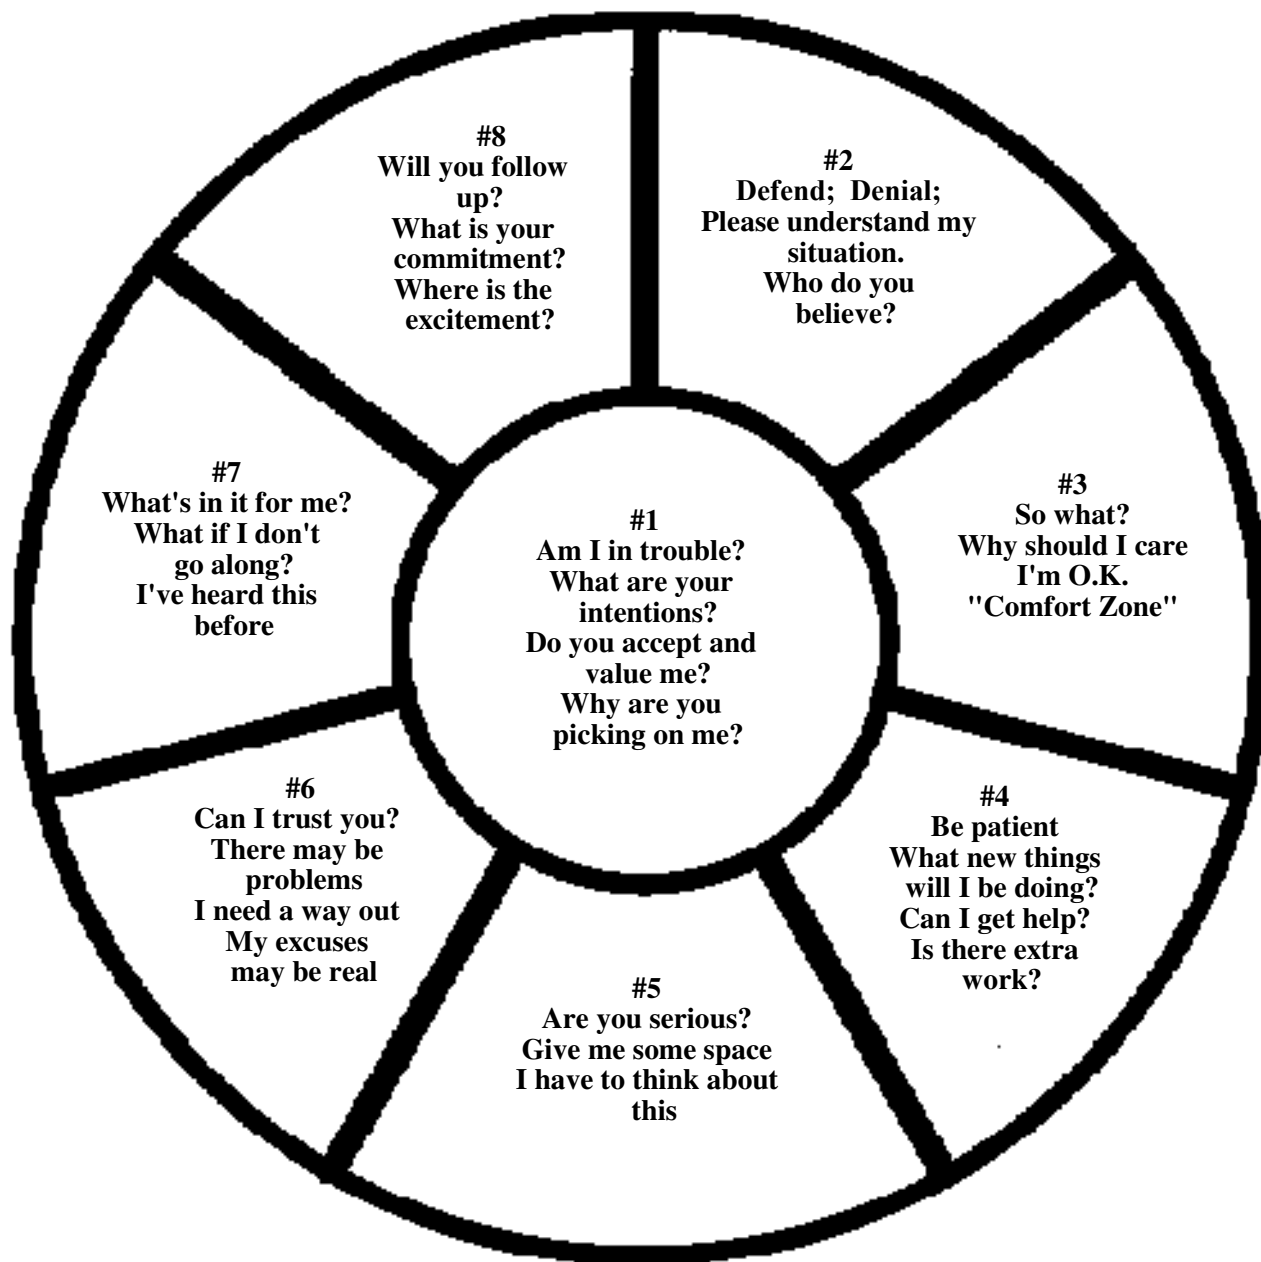 #1
Am I in trouble?
What are your
intentions?
Do you accept and
value me?
Why are you
picking on me?
#2
Defend;  Denial;
Please understand my
situation.
Who do you
believe?
#3
So what?
Why should I care
I'm O.K.
"Comfort Zone"
#4
Be patient
What new things
will I be doing?
Can I get help?
Is there extra
work?
#5
Are you serious?
Give me some space
I have to think about
this
#6
Can I trust you?
There may be
problems
I need a way out
My excuses
may be real
#7
What's in it for me?
What if I don't
go along?
I've heard this
before
#8
Will you follow
up?
What is your
commitment?
Where is the
excitement?